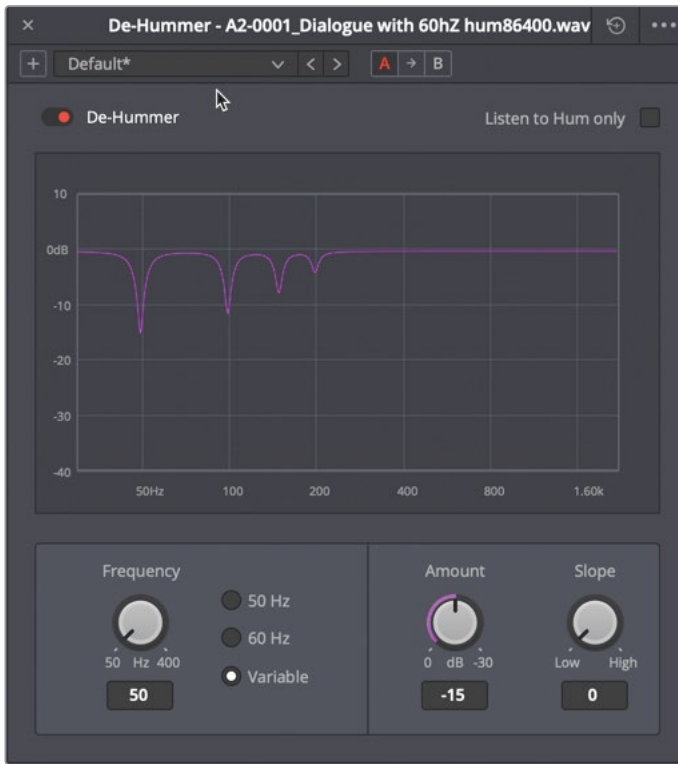 De-Hummer - A2-0001_Dialogue with 60hZ hum86400.wav
Default*
A
B
De-Hummer
Listen to Hum only
10
0dB
-10
-20
-30
-40
50Hz 100 200 400 800 1.60k
Frequency
50 Hz 400
50
50 Hz
60 Hz
Variable
Amount
0 dB -30
-15
Slope
Low High
0